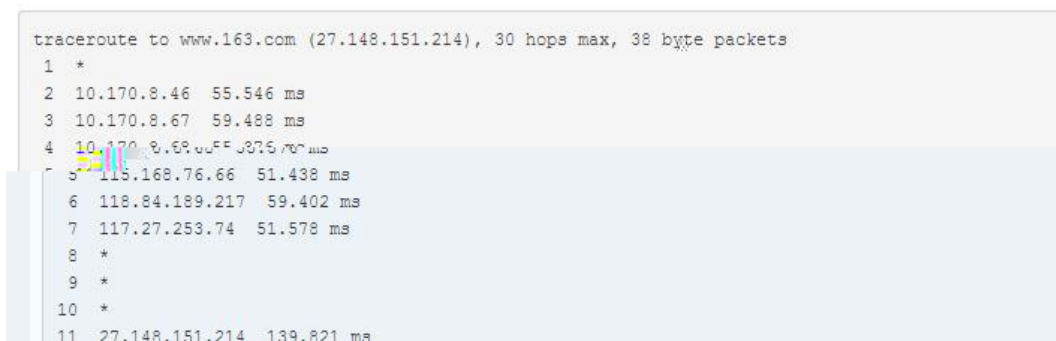 traceroute to www.163.com (27.148.151.214), 30 hops max, 38 byte packets
1 *
2 10.170.8.46 55.546 ms
3 10.170.8.67 59.488 ms
4 ms
5 115.168.76.66 51.438 ms
6 118.84.189.217 59.402 ms
7 117.27.253.74 51.578 ms
8 *
9 *
10 *
11 27.148.151.214 139.821 ms